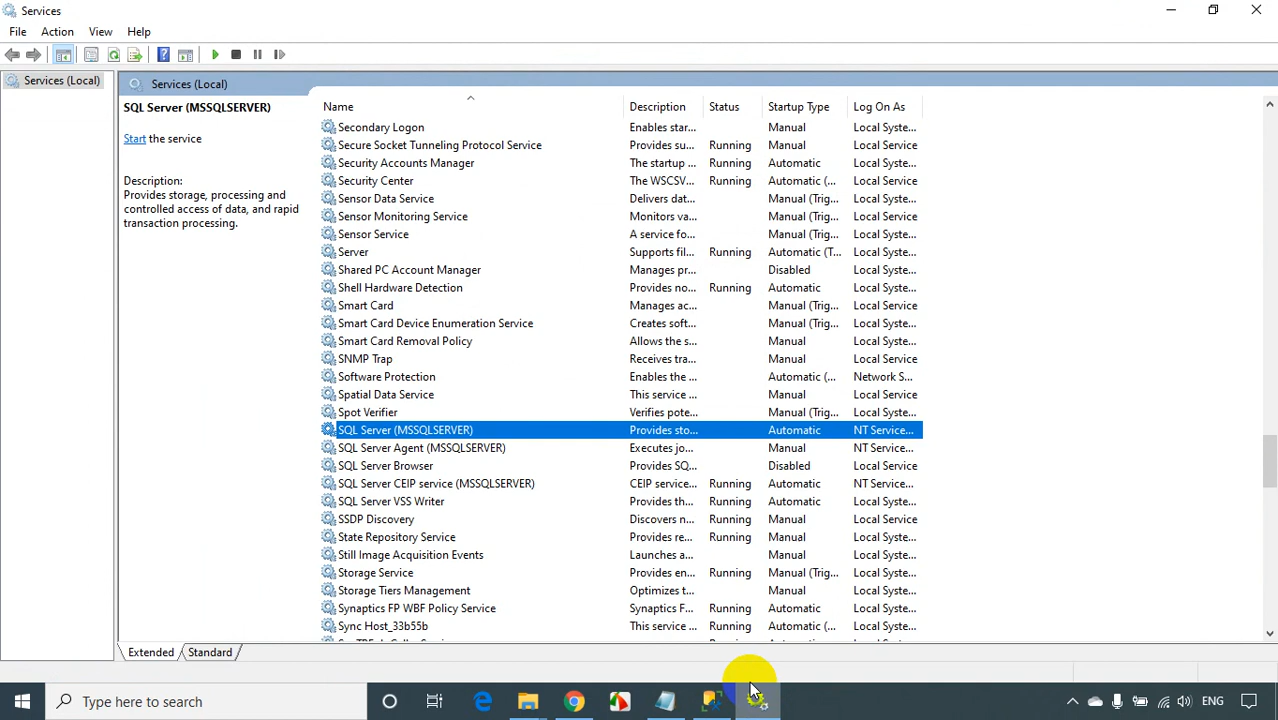 Services
File Action View Help
Services (Local)
Services (Local)
SQL Server (MSSQLSERVER)
Start the service
Description:
Provides storage, processing and
controlled access of data, and rapid
transaction processing.
Name Description Status Startup Type Log On As
Secondary Logon Enables star... Manual Local Syste...
Secure Socket Tunneling Protocol Service Provides su... Running Manual Local Service
Security Accounts Manager The startup ... Running Automatic Local Syste...
Security Center The WSCSV... Running Automatic (... Local Service
Sensor Data Service Delivers dat... Manual (Trig... Local Syste...
Sensor Monitoring Service Monitors va... Manual (Trig... Local Service
Sensor Service A service fo... Manual (Trig... Local Syste...
Server Supports fil... Running Automatic (T... Local Syste...
Shared PC Account Manager Manages pr... Disabled Local Syste...
Shell Hardware Detection Provides no... Running Automatic Local Syste...
Smart Card Manages ac... Manual (Trig... Local Service
Smart Card Device Enumeration Service Creates soft... Manual (Trig... Local Syste...
Smart Card Removal Policy Allows the s... Manual Local Syste...
SNMP Trap Receives tra... Manual Local Service
Software Protection Enables the ... Automatic (... Network S...
Spatial Data Service This service ... Manual Local Service
Spot Verifier Verifies pote... Manual (Trig... Local Syste...
SQL Server (MSSQLSERVER) Provides sto... Automatic NT Service...
SQL Server Agent (MSSQLSERVER) Executes jo... Manual NT Service...
SQL Server Browser Provides SQ... Disabled Local Service
SQL Server CEIP service (MSSQLSERVER) CEIP service... Running Automatic NT Service...
SQL Server VSS Writer Provides th... Running Automatic Local Syste...
SSDP Discovery Discovers n... Running Manual Local Service
State Repository Service Provides re... Running Manual Local Syste...
Still Image Acquisition Events Launches a... Manual Local Syste...
Storage Service Provides en... Running Manual (Trig... Local Syste...
Storage Tiers Management Optimizes t... Manual Local Syste...
Synaptics FP WBF Policy Service Synaptics F... Running Automatic Local Syste...
Sync Host_33b55b This service ... Running Automatic Local Syste...
Extended Standard
Type here to search
ENG